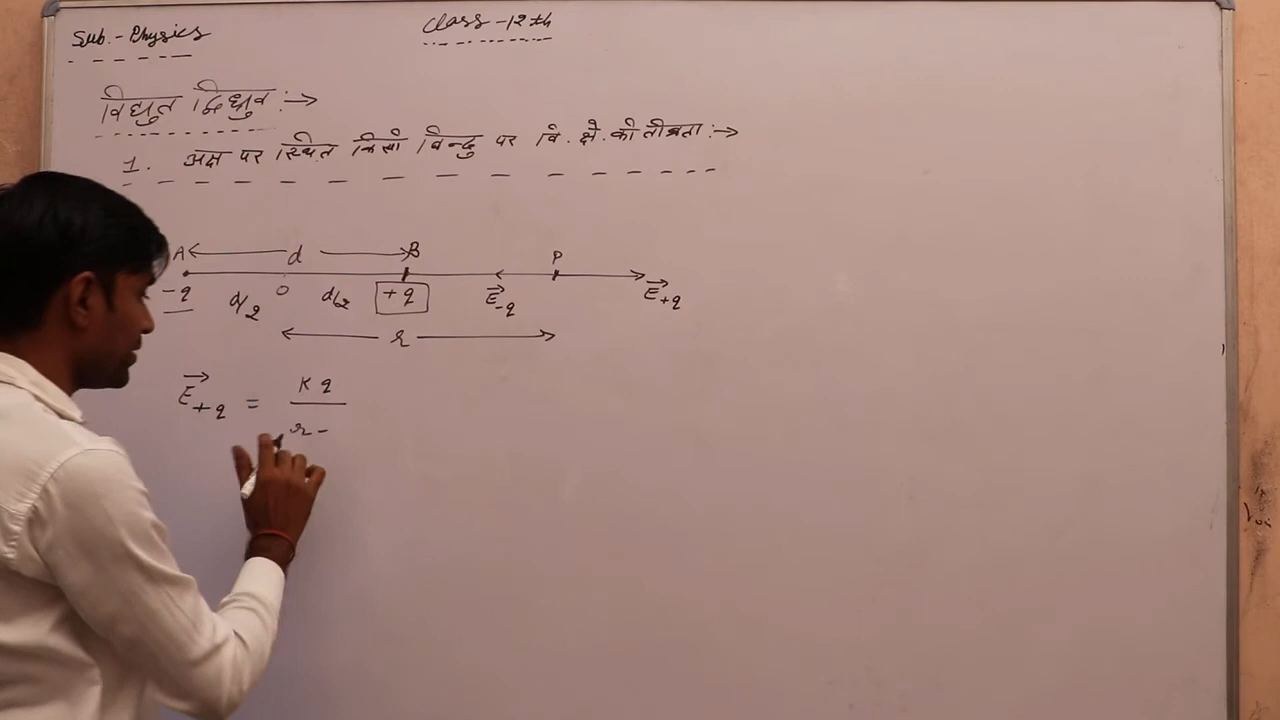 Sub.- Physics
Class -12th
विद्युत द्विध्रुव :→
1. अक्ष पर स्थित किसी बिन्दु पर वि. क्षे. की तीव्रता :→
A d B P
-q d/2 O d/2 +q E-q E+q
r
E+q = Kq
r -